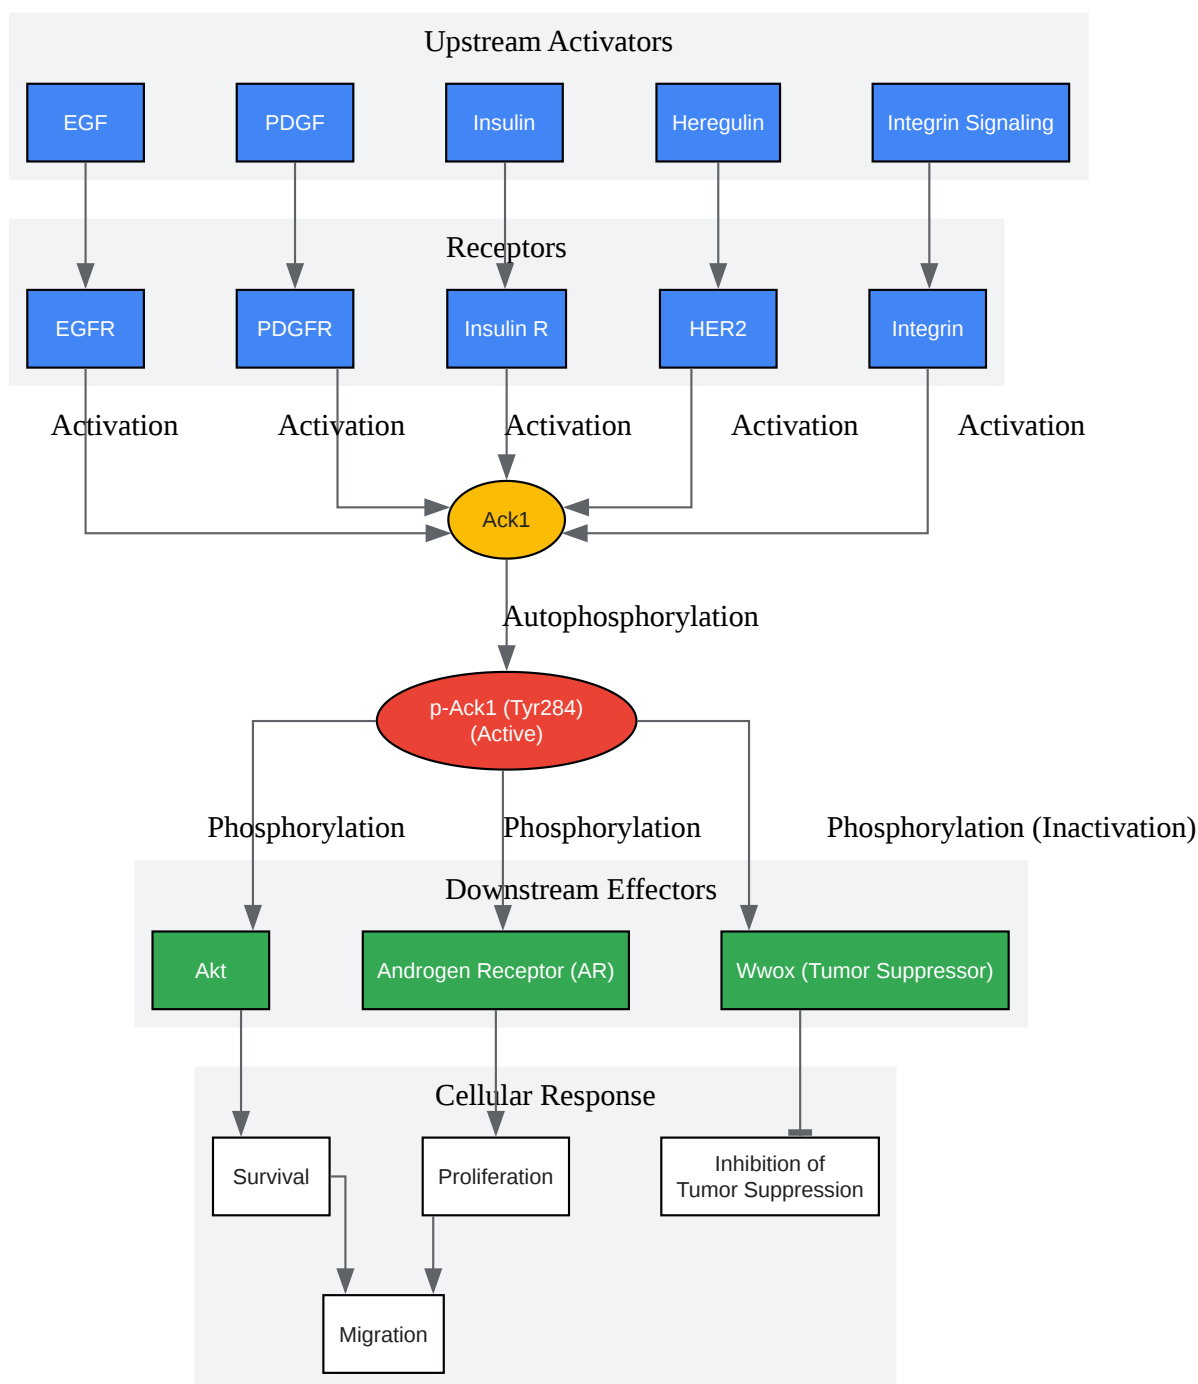 Upstream Activators
EGF
PDGF
Insulin
Heregulin
Integrin Signaling
Receptors
EGFR
PDGFR
Insulin R
HER2
Integrin
Activation
Activation
Activation
Activation
Activation
Ack1
Autophosphorylation
p-Ack1 (Tyr284)
(Active)
Phosphorylation
Phosphorylation
Phosphorylation (Inactivation)
Downstream Effectors
Akt
Androgen Receptor (AR)
Wwox (Tumor Suppressor)
Cellular Response
Survival
Proliferation
Inhibition of
Tumor Suppression
Migration